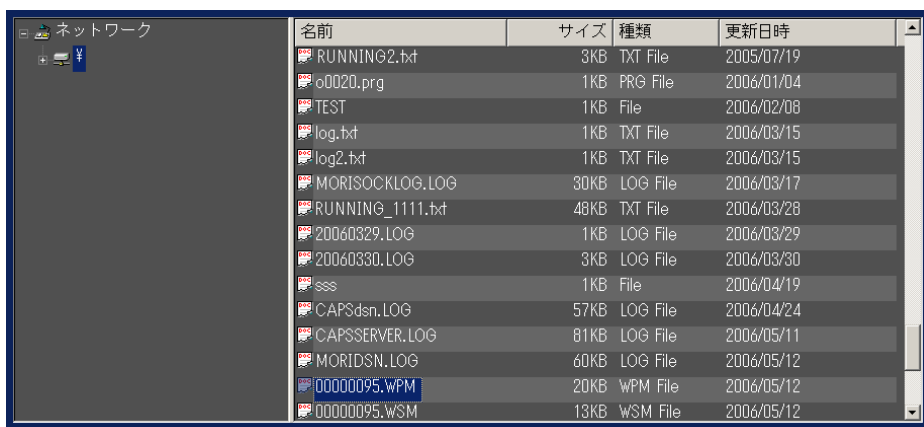 ネットワーク
¥
名前 サイズ 種類 更新日時
RUNNING2.txt 3KB TXT File 2005/07/19
o0020.prg 1KB PRG File 2006/01/04
TEST 1KB File 2006/02/08
log.txt 1KB TXT File 2006/03/15
log2.txt 1KB TXT File 2006/03/15
MORISOCKLOG.LOG 30KB LOG File 2006/03/17
RUNNING_1111.txt 48KB TXT File 2006/03/28
20060329.LOG 1KB LOG File 2006/03/29
20060330.LOG 3KB LOG File 2006/03/30
sss 1KB File 2006/04/19
CAPSdsn.LOG 57KB LOG File 2006/04/24
CAPSSERVER.LOG 81KB LOG File 2006/05/11
MORIDSN.LOG 60KB LOG File 2006/05/12
00000095.WPM 20KB WPM File 2006/05/12
00000095.WSM 13KB WSM File 2006/05/12